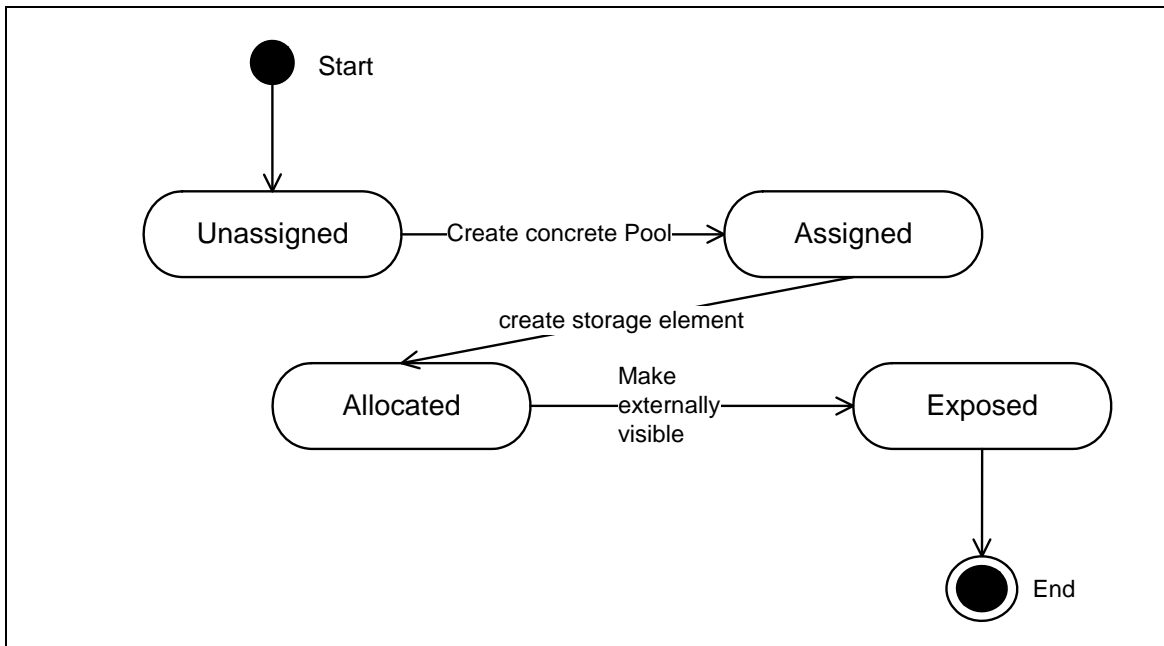 Start
Unassigned
Create concrete Pool
Assigned
create storage element
Allocated
Make
externally
visible
Exposed
End